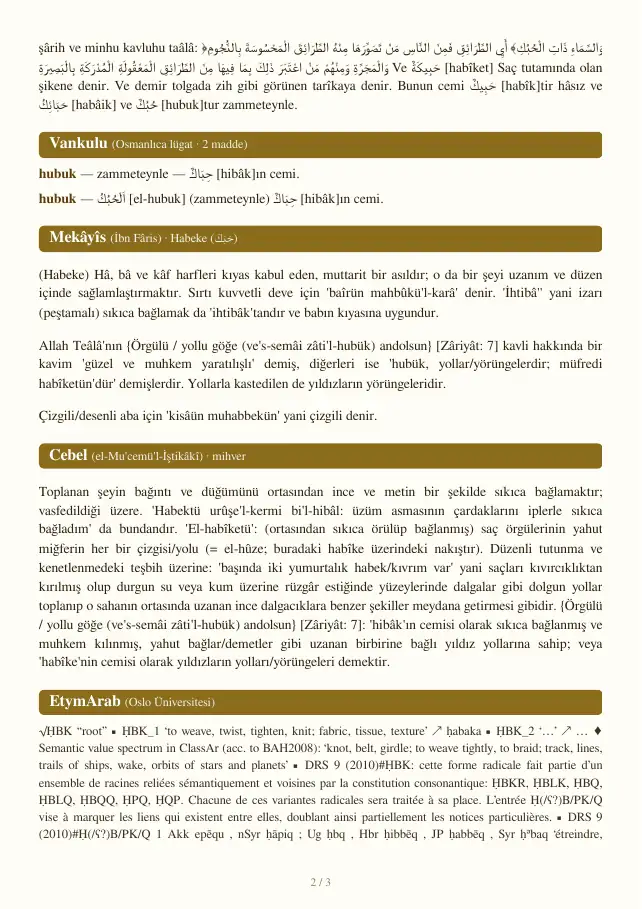 şârih ve minhu kavluhu taâlâ: ﴿وَالسَّمَاءِ ذَاتِ الْحُبُكِ﴾ أَيِ الطَّرَائِقِ فَمِنَ النَّاسِ مَنْ تَصَوَّرَهَا مِنْهُ الطَّرَائِقَ الْمَحْسُوسَةَ بِالنُّجُومِ
وَالْمَجَرَّةِ وَمِنْهُمْ مَنْ اعْتَبَرَ ذَلِكَ بِمَا فِيهَا مِنَ الطَّرَائِقِ الْمَعْقُولَةِ الْمُدْرَكَةِ بِالْبَصِيرَةِ Ve حَبِيكَةٌ [habîket] Saç tutamında olan
şikene denir. Ve demir tolgada zih gibi görünen tarîkaya denir. Bunun cemi حَبِيكٌ [habîk]tir hâsız ve
حَبَائِكُ [habâik] ve حُبُكٌ [hubuk]tur zammeteynle.
Vankulu (Osmanlıca lügat · 2 madde)
hubuk — zammeteynle — حِبَاكٌ [hibâk]ın cemi.
hubuk — اَلْحُبُكُ [el-hubuk] (zammeteynle) حِبَاكٌ [hibâk]ın cemi.
Mekâyîs (İbn Fâris) · Habeke (حَبَكَ)
(Habeke) Hâ, bâ ve kâf harfleri kıyas kabul eden, muttarit bir asıldır; o da bir şeyi uzanım ve düzen
içinde sağlamlaştırmaktır. Sırtı kuvvetli deve için 'baîrün mahbûkü'l-karâ' denir. 'İhtibâ'' yani izarı
(peştamalı) sıkıca bağlamak da 'ihtibâk'tandır ve babın kıyasına uygundur.
Allah Teâlâ'nın {Örgülü / yollu göğe (ve's-semâi zâti'l-hubük) andolsun} [Zâriyât: 7] kavli hakkında bir
kavim 'güzel ve muhkem yaratılışlı' demiş, diğerleri ise 'hubük, yollar/yörüngelerdir; müfredi
habîketün'dür' demişlerdir. Yollarla kastedilen de yıldızların yörüngeleridir.
Çizgili/desenli aba için 'kisâün muhabbekün' yani çizgili denir.
Cebel (el-Mu'cemü'l-İştikâkî) · mihver
Toplanan şeyin bağıntı ve düğümünü ortasından ince ve metin bir şekilde sıkıca bağlamaktır;
vasfedildiği üzere. 'Habektü urûşe'l-kermi bi'l-hibâl: üzüm asmasının çardaklarını iplerle sıkıca
bağladım' da bundandır. 'El-habîketü': (ortasından sıkıca örülüp bağlanmış) saç örgülerinin yahut
miğferin her bir çizgisi/yolu (= el-hûze; buradaki habîke üzerindeki nakıştır). Düzenli tutunma ve
kenetlenmedeki teşbih üzerine: 'başında iki yumurtalık habek/kıvrım var' yani saçları kıvırcıklıktan
kırılmış olup durgun su veya kum üzerine rüzgâr estiğinde yüzeylerinde dalgalar gibi dolgun yollar
toplanıp o sahanın ortasında uzanan ince dalgacıklara benzer şekiller meydana getirmesi gibidir. {Örgülü
/ yollu göğe (ve's-semâi zâti'l-hubük) andolsun} [Zâriyât: 7]: 'hibâk'ın cemisi olarak sıkıca bağlanmış ve
muhkem kılınmış, yahut bağlar/demetler gibi uzanan birbirine bağlı yıldız yollarına sahip; veya
'habîke'nin cemisi olarak yıldızların yolları/yörüngeleri demektir.
EtymArab (Oslo Üniversitesi)
√ḤBK “root” ▪ ḤBK_1 ‘to weave, twist, tighten, knit; fabric, tissue, texture’ ↗ ḥabaka ▪ ḤBK_2 ‘…’ ↗ … ♦
Semantic value spectrum in ClassAr (acc. to BAH2008): ‘knot, belt, girdle; to weave tightly, to braid; track, lines,
trails of ships, wake, orbits of stars and planets’ ▪ DRS 9 (2010)#ḤBK: cette forme radicale fait partie d’un
ensemble de racines reliées sémantiquement et voisines par la constitution consonantique: ḤBKR, ḤBLK, ḤBQ,
ḤBLQ, ḤBQQ, ḤPQ, ḤQP. Chacune de ces variantes radicales sera traitée à sa place. L’entrée Ḥ(/ʕ?)B/PK/Q
vise à marquer les liens qui existent entre elles, doublant ainsi partiellement les notices particulières. ▪ DRS 9
(2010)#Ḥ(/ʕ?)B/PK/Q 1 Akk epēqu , nSyr ḥāpiq ; Ug ḥbq , Hbr ḥibbēq , JP ḥabbēq , Syr ḥᵊbaq ‘étreindre,
2 / 3